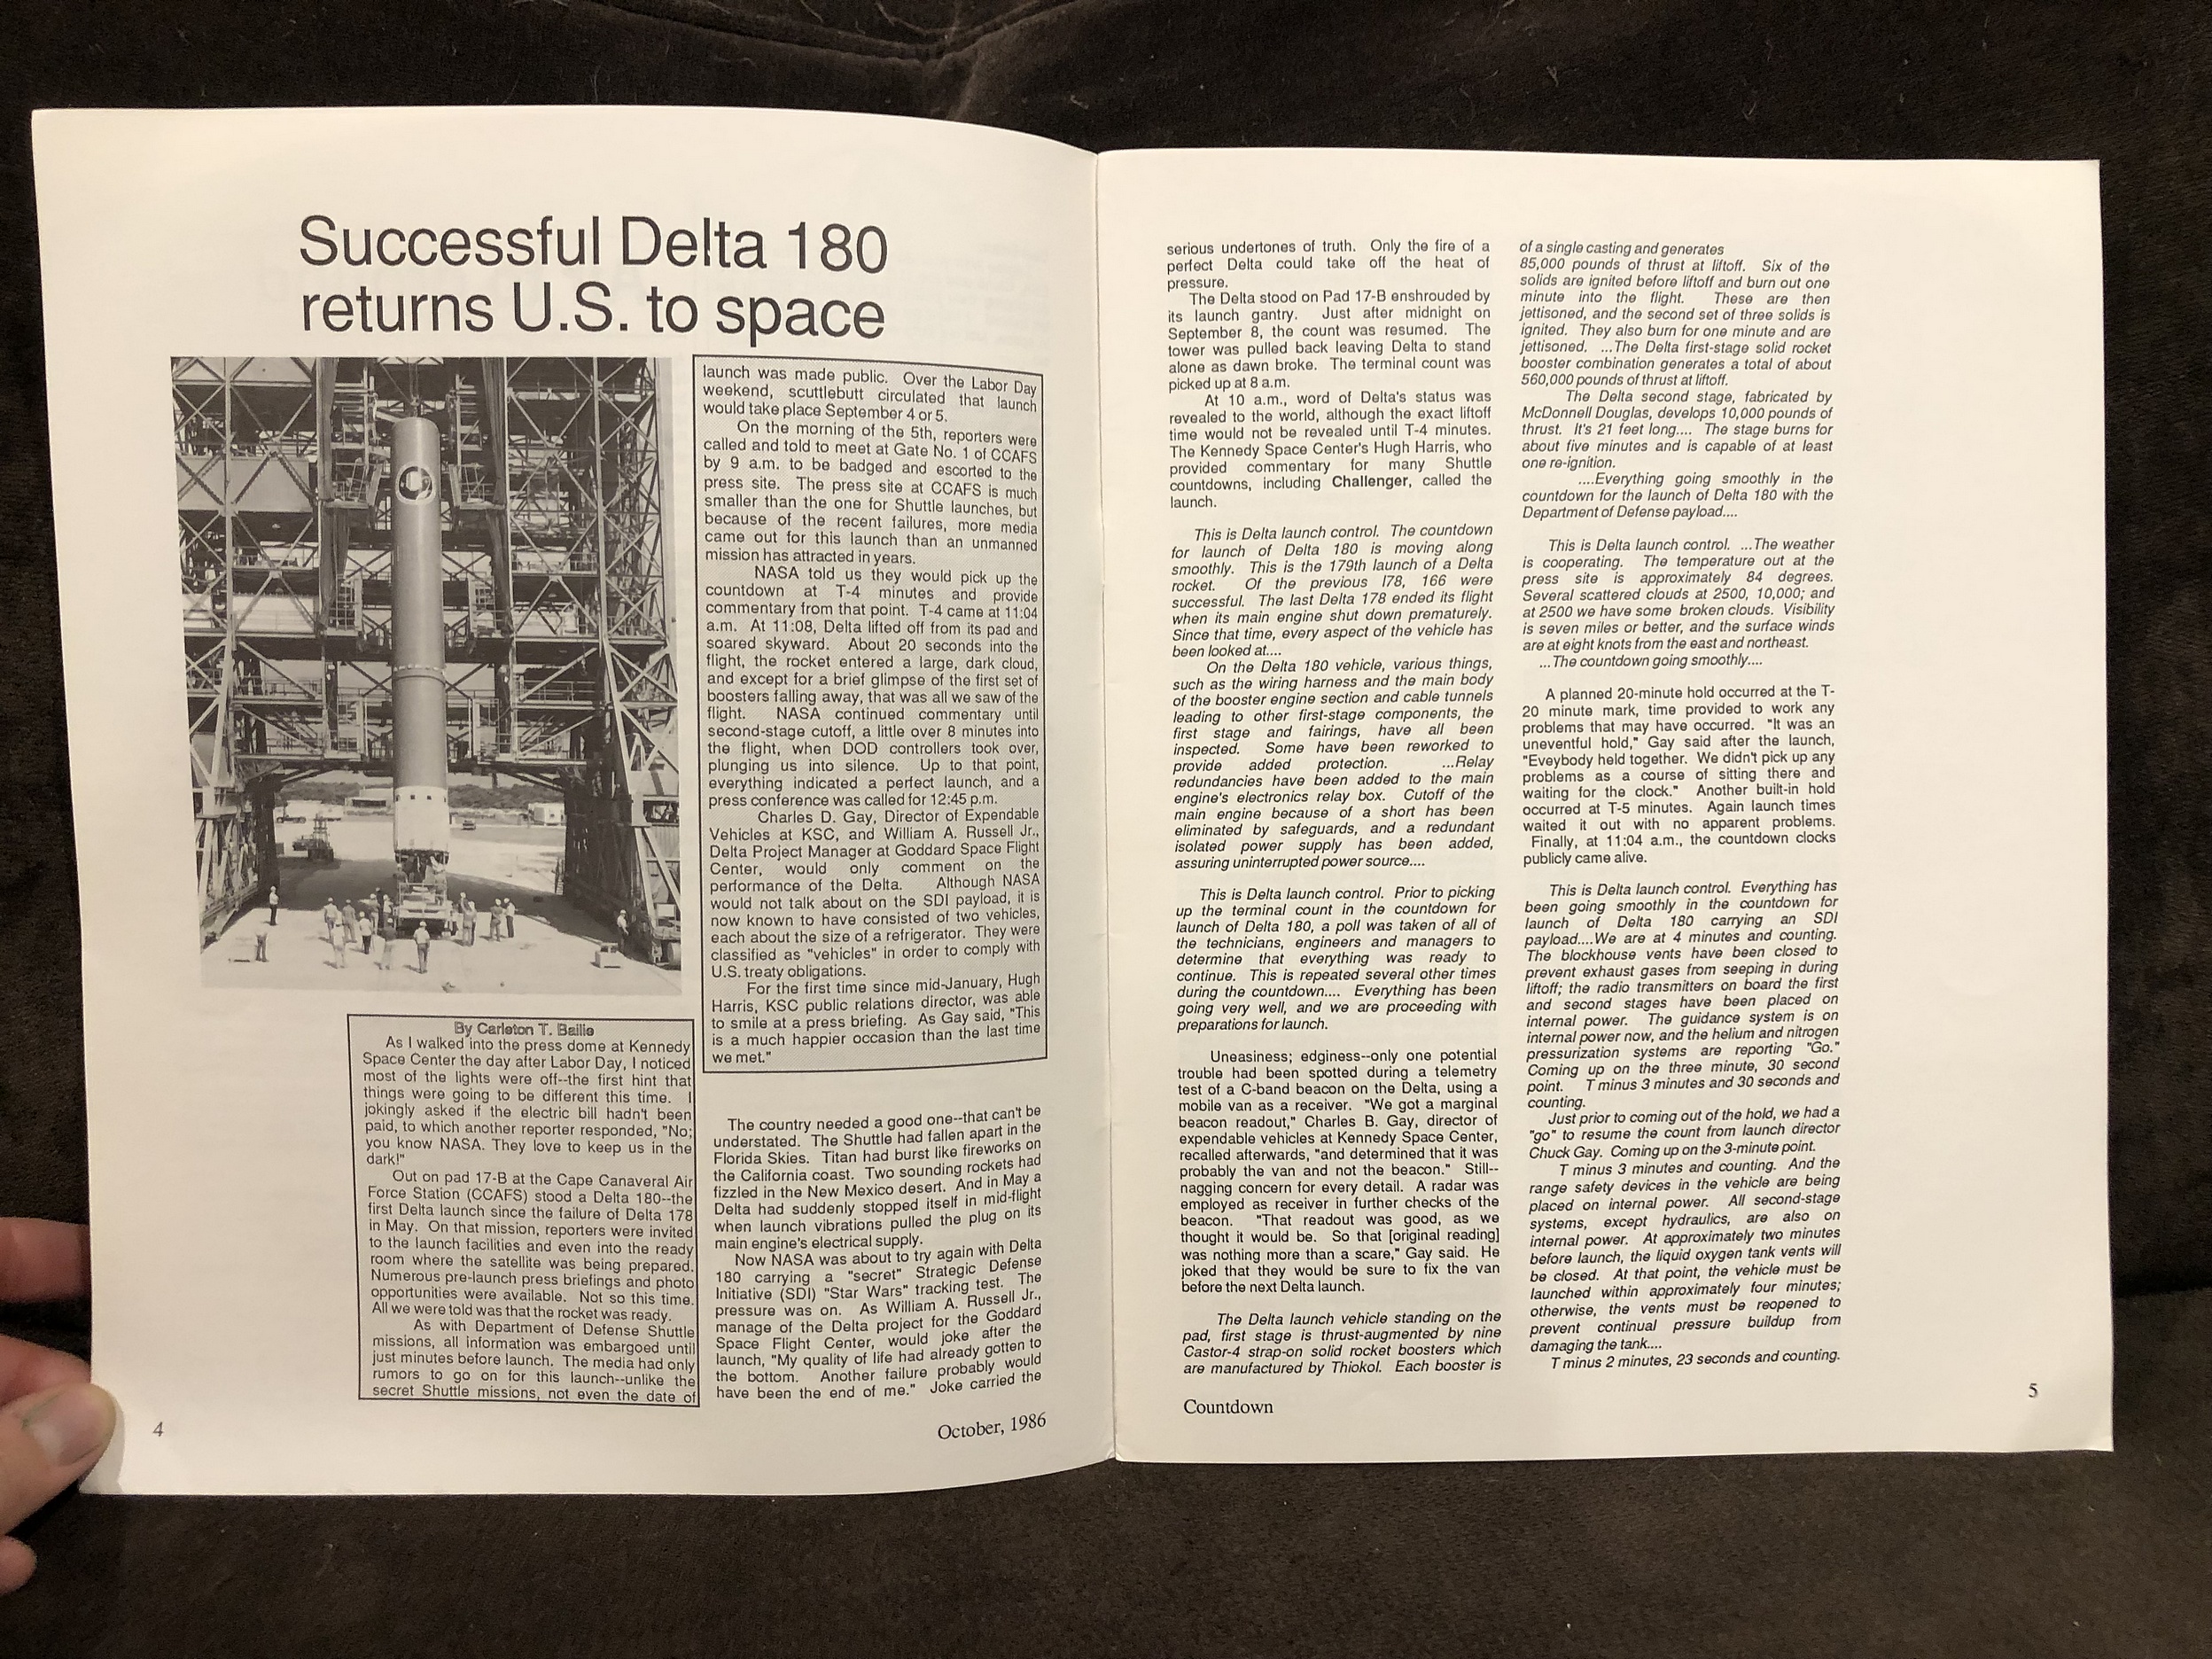 Successful Delta 180
returns U.S. to space
By Carleton T. Bailie
As I walked into the press dome at Kennedy
Space Center the day after Labor Day, I noticed
most of the lights were off--the first hint that
things were going to be different this time. I
jokingly asked if the electric bill hadn't been
paid, to which another reporter responded, "No;
you know NASA. They love to keep us in the
dark!"
Out on pad 17-B at the Cape Canaveral Air
Force Station (CCAFS) stood a Delta 180--the
first Delta launch since the failure of Delta 178
in May. On that mission, reporters were invited
to the launch facilities and even into the ready
room where the satellite was being prepared.
Numerous pre-launch press briefings and photo
opportunities were available. Not so this time.
All we were told was that the rocket was ready.
As with Department of Defense Shuttle
missions, all information was embargoed until
just minutes before launch. The media had only
rumors to go on for this launch--unlike the
secret Shuttle missions, not even the date of
launch was made public. Over the Labor Day
weekend, scuttlebutt circulated that launch
would take place September 4 or 5.
On the morning of the 5th, reporters were
called and told to meet at Gate No. 1 of CCAFS
by 9 a.m. to be badged and escorted to the
press site. The press site at CCAFS is much
smaller than the one for Shuttle launches, but
because of the recent failures, more media
came out for this launch than an unmanned
mission has attracted in years.
NASA told us they would pick up the
countdown at T-4 minutes and provide
commentary from that point. T-4 came at 11:04
a.m. At 11:08, Delta lifted off from its pad and
soared skyward. About 20 seconds into the
flight, the rocket entered a large, dark cloud,
and except for a brief glimpse of the first set of
boosters falling away, that was all we saw of the
flight. NASA continued commentary until
second-stage cutoff, a little over 8 minutes into
the flight, when DOD controllers took over,
plunging us into silence. Up to that point,
everything indicated a perfect launch, and a
press conference was called for 12:45 p.m.
Charles D. Gay, Director of Expendable
Vehicles at KSC, and William A. Russell Jr.,
Delta Project Manager at Goddard Space Flight
Center, would only comment on the
performance of the Delta. Although NASA
would not talk about on the SDI payload, it is
now known to have consisted of two vehicles,
each about the size of a refrigerator. They were
classified as "vehicles" in order to comply with
U.S. treaty obligations.
For the first time since mid-January, Hugh
Harris, KSC public relations director, was able
to smile at a press briefing. As Gay said, "This
is a much happier occasion than the last time
we met."
The country needed a good one--that can't be
understated. The Shuttle had fallen apart in the
Florida Skies. Titan had burst like fireworks on
the California coast. Two sounding rockets had
fizzled in the New Mexico desert. And in May a
Delta had suddenly stopped itself in mid-flight
when launch vibrations pulled the plug on its
main engine's electrical supply.
Now NASA was about to try again with Delta
180 carrying a "secret" Strategic Defense
Initiative (SDI) "Star Wars" tracking test. The
pressure was on. As William A. Russell Jr.,
manage of the Delta project for the Goddard
Space Flight Center, would joke after the
launch, "My quality of life had already gotten to
the bottom. Another failure probably would
have been the end of me." Joke carried the
4
October, 1986
serious undertones of truth. Only the fire of a
perfect Delta could take off the heat of
pressure.
The Delta stood on Pad 17-B enshrouded by
its launch gantry. Just after midnight on
September 8, the count was resumed. The
tower was pulled back leaving Delta to stand
alone as dawn broke. The terminal count was
picked up at 8 a.m.
At 10 a.m., word of Delta's status was
revealed to the world, although the exact liftoff
time would not be revealed until T-4 minutes.
The Kennedy Space Center's Hugh Harris, who
provided commentary for many Shuttle
countdowns, including Challenger, called the
launch.
This is Delta launch control. The countdown
for launch of Delta 180 is moving along
smoothly. This is the 179th launch of a Delta
rocket. Of the previous l78, 166 were
successful. The last Delta 178 ended its flight
when its main engine shut down prematurely.
Since that time, every aspect of the vehicle has
been looked at....
On the Delta 180 vehicle, various things,
such as the wiring harness and the main body
of the booster engine section and cable tunnels
leading to other first-stage components, the
first stage and fairings, have all been
inspected. Some have been reworked to
provide added protection. ...Relay
redundancies have been added to the main
engine's electronics relay box. Cutoff of the
main engine because of a short has been
eliminated by safeguards, and a redundant
isolated power supply has been added,
assuring uninterrupted power source....
This is Delta launch control. Prior to picking
up the terminal count in the countdown for
launch of Delta 180, a poll was taken of all of
the technicians, engineers and managers to
determine that everything was ready to
continue. This is repeated several other times
during the countdown.... Everything has been
going very well, and we are proceeding with
preparations for launch.
Uneasiness; edginess--only one potential
trouble had been spotted during a telemetry
test of a C-band beacon on the Delta, using a
mobile van as a receiver. "We got a marginal
beacon readout," Charles B. Gay, director of
expendable vehicles at Kennedy Space Center,
recalled afterwards, "and determined that it was
probably the van and not the beacon." Still--
nagging concern for every detail. A radar was
employed as receiver in further checks of the
beacon. "That readout was good, as we
thought it would be. So that [original reading]
was nothing more than a scare," Gay said. He
joked that they would be sure to fix the van
before the next Delta launch.
The Delta launch vehicle standing on the
pad, first stage is thrust-augmented by nine
Castor-4 strap-on solid rocket boosters which
are manufactured by Thiokol. Each booster is
of a single casting and generates
85,000 pounds of thrust at liftoff. Six of the
solids are ignited before liftoff and burn out one
minute into the flight. These are then
jettisoned, and the second set of three solids is
ignited. They also burn for one minute and are
jettisoned. ...The Delta first-stage solid rocket
booster combination generates a total of about
560,000 pounds of thrust at liftoff.
The Delta second stage, fabricated by
McDonnell Douglas, develops 10,000 pounds of
thrust. It's 21 feet long.... The stage burns for
about five minutes and is capable of at least
one re-ignition.
....Everything going smoothly in the
countdown for the launch of Delta 180 with the
Department of Defense payload....
This is Delta launch control. ...The weather
is cooperating. The temperature out at the
press site is approximately 84 degrees.
Several scattered clouds at 2500, 10,000; and
at 2500 we have some broken clouds. Visibility
is seven miles or better, and the surface winds
are at eight knots from the east and northeast.
...The countdown going smoothly....
A planned 20-minute hold occurred at the T-
20 minute mark, time provided to work any
problems that may have occurred. "It was an
uneventful hold," Gay said after the launch,
"Eveybody held together. We didn't pick up any
problems as a course of sitting there and
waiting for the clock." Another built-in hold
occurred at T-5 minutes. Again launch times
waited it out with no apparent problems.
Finally, at 11:04 a.m., the countdown clocks
publicly came alive.
This is Delta launch control. Everything has
been going smoothly in the countdown for
launch of Delta 180 carrying an SDI
payload....We are at 4 minutes and counting.
The blockhouse vents have been closed to
prevent exhaust gases from seeping in during
liftoff; the radio transmitters on board the first
and second stages have been placed on
internal power. The guidance system is on
internal power now, and the helium and nitrogen
pressurization systems are reporting "Go."
Coming up on the three minute, 30 second
point. T minus 3 minutes and 30 seconds and
counting.
Just prior to coming out of the hold, we had a
"go" to resume the count from launch director
Chuck Gay. Coming up on the 3-minute point.
T minus 3 minutes and counting. And the
range safety devices in the vehicle are being
placed on internal power. All second-stage
systems, except hydraulics, are also on
internal power. At approximately two minutes
before launch, the liquid oxygen tank vents will
be closed. At that point, the vehicle must be
launched within approximately four minutes;
otherwise, the vents must be reopened to
prevent continual pressure buildup from
damaging the tank....
T minus 2 minutes, 23 seconds and counting.
Countdown
5